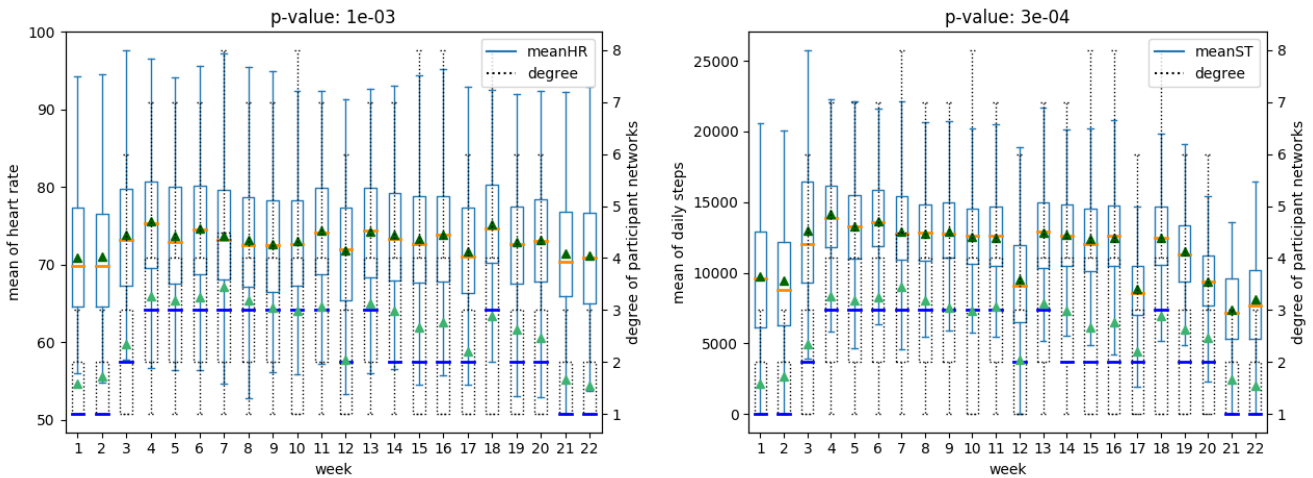 p-value: 1e-03
100
90
80
70
60
50
mean of heart rate
meanHR
degree
8
7
6
5
4
3
2
1
degree of participant networks
1 2 3 4 5 6 7 8 9 10 11 12 13 14 15 16 17 18 19 20 21 22
week
p-value: 3e-04
25000
20000
15000
10000
5000
0
mean of daily steps
meanST
degree
8
7
6
5
4
3
2
1
degree of participant networks
1 2 3 4 5 6 7 8 9 10 11 12 13 14 15 16 17 18 19 20 21 22
week